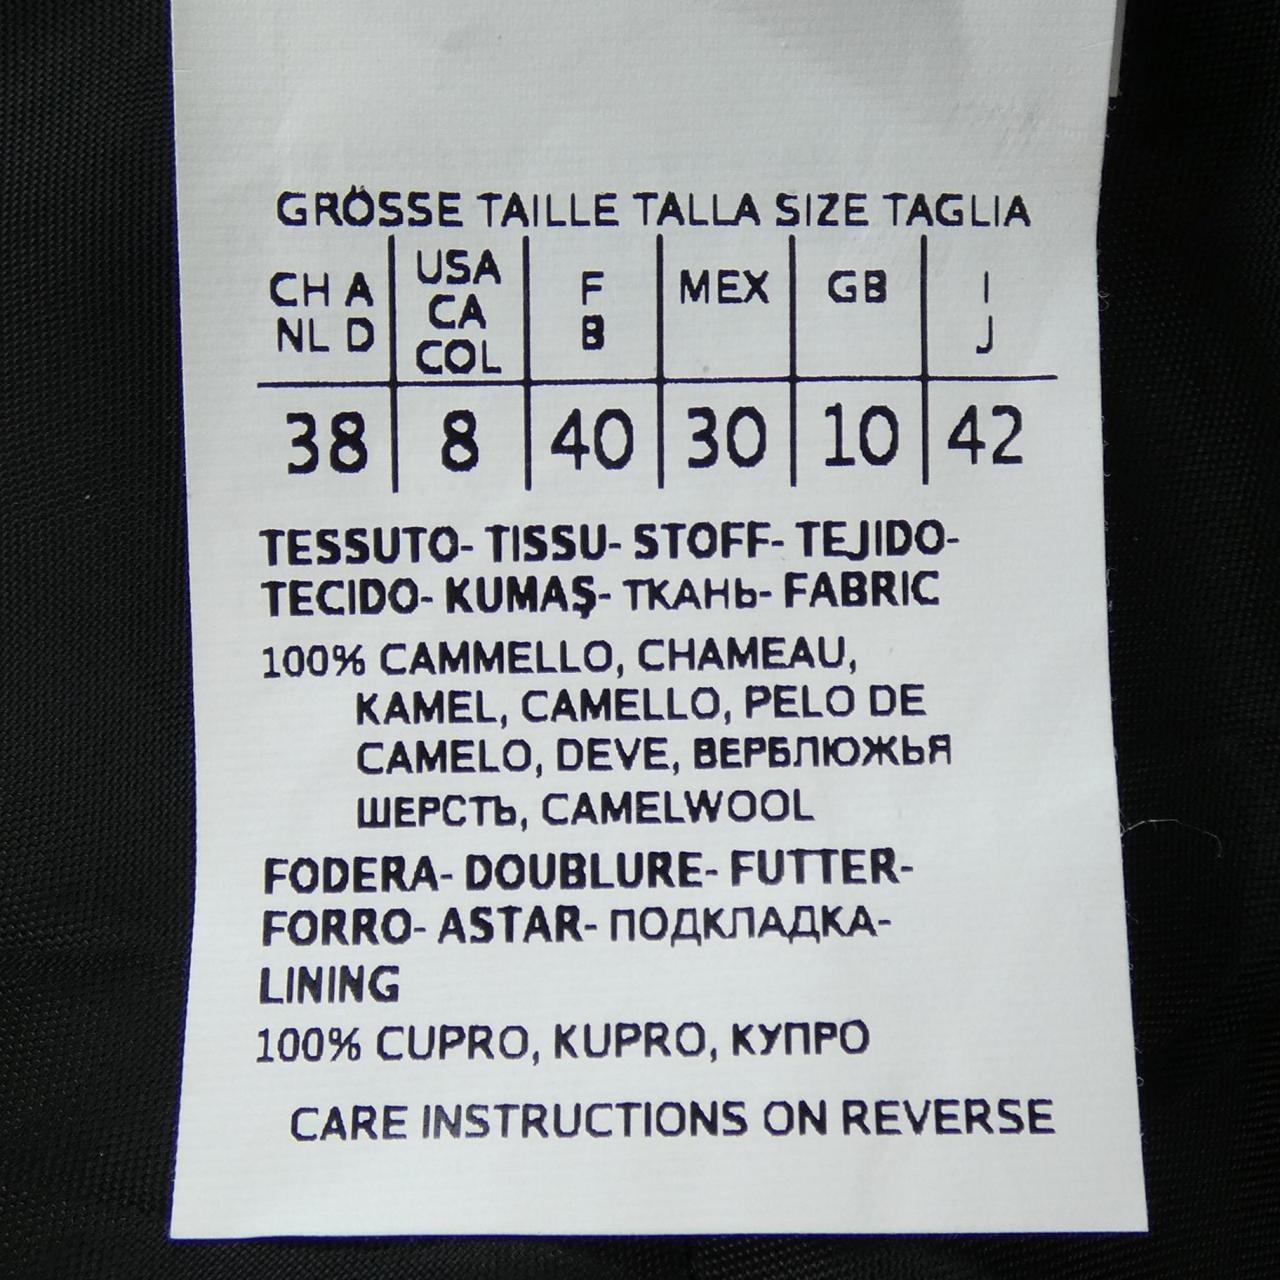 GRÖSSE TAILLE TALLA SIZE TAGLIA
CH A NL D | USA CA COL | F B | MEX | GB | I J
38 | 8 | 40 | 30 | 10 | 42
TESSUTO- TISSU- STOFF- TEJIDO-
TECIDO- KUMAŞ- ТКАНЬ- FABRIC
100% CAMMELLO, CHAMEAU,
KAMEL, CAMELLO, PELO DE
CAMELO, DEVE, ВЕРБЛЮЖЬЯ
ШЕРСТЬ, CAMELWOOL
FODERA- DOUBLURE- FUTTER-
FORRO- ASTAR- ПОДКЛАДКА-
LINING
100% CUPRO, KUPRO, КУПРО
CARE INSTRUCTIONS ON REVERSE